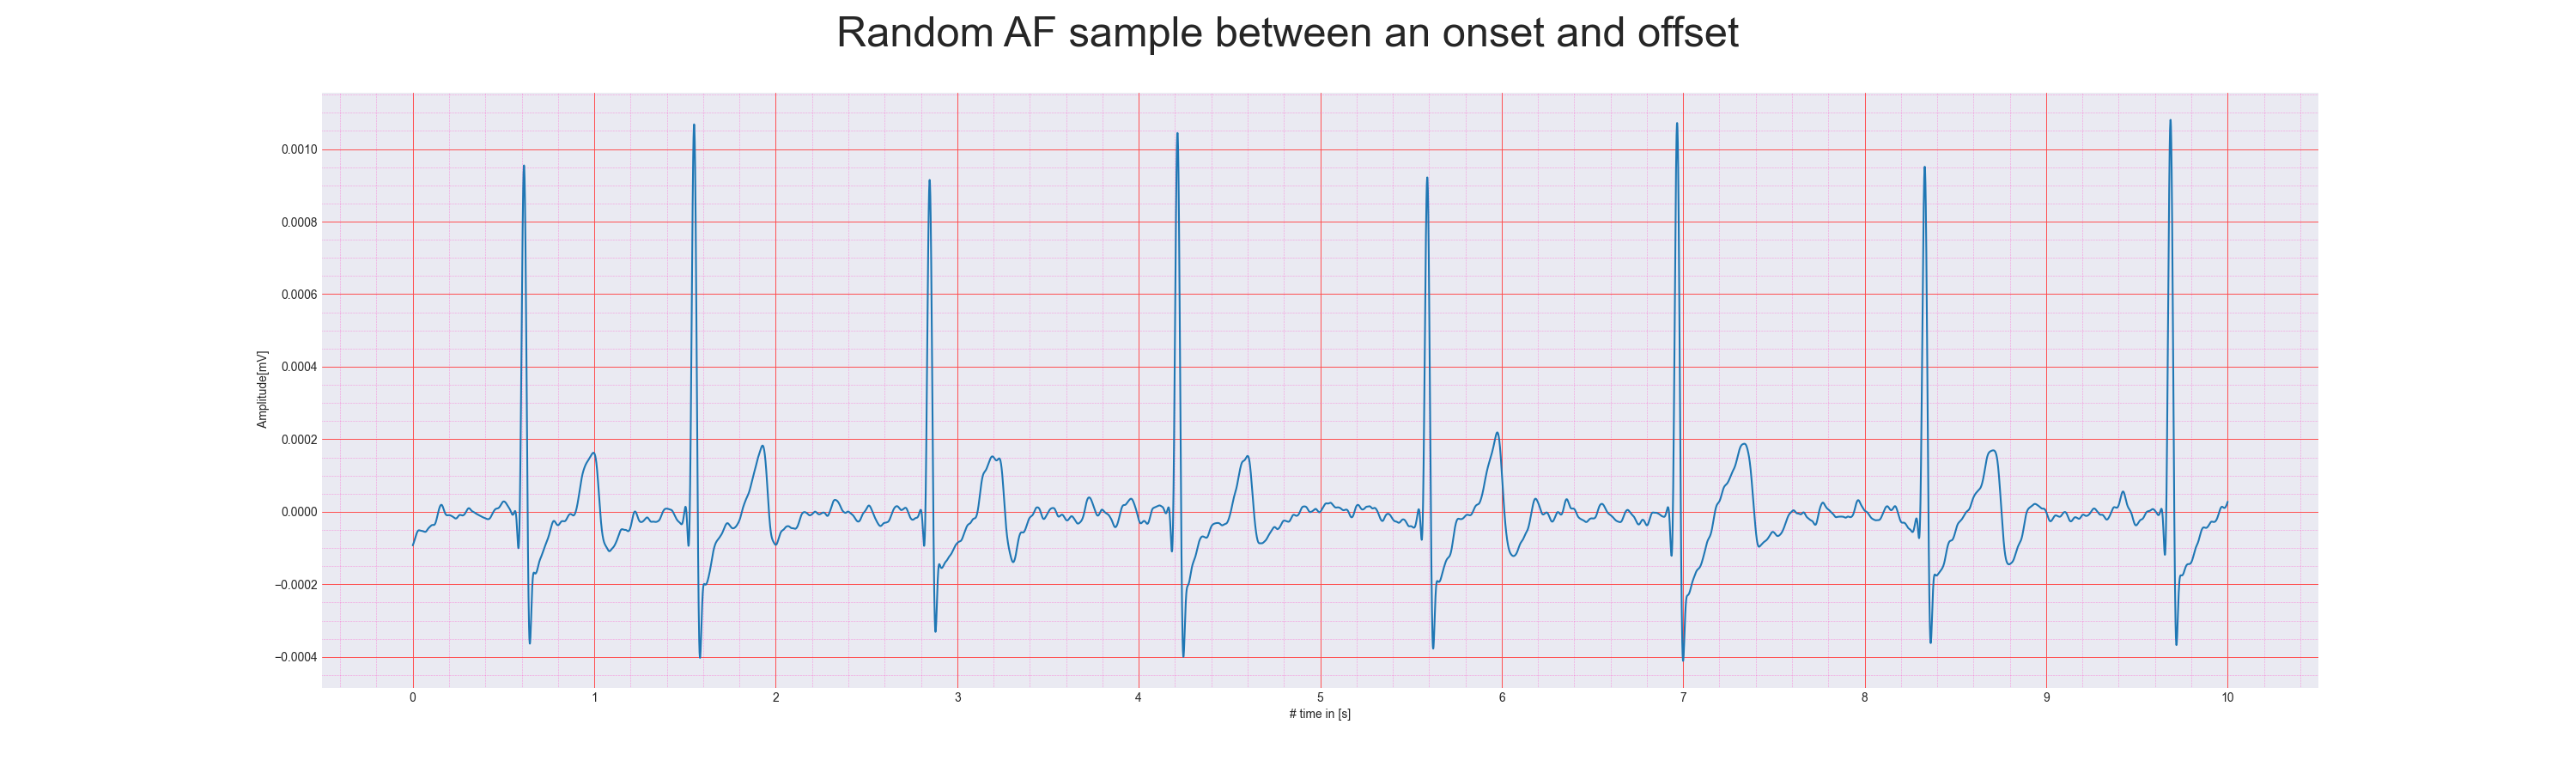 Random AF sample between an onset and offset
0.0010
0.0008
0.0006
0.0004
0.0002
0.0000
−0.0002
−0.0004
Amplitude[mV]
0 1 2 3 4 5 6 7 8 9 10
# time in [s]